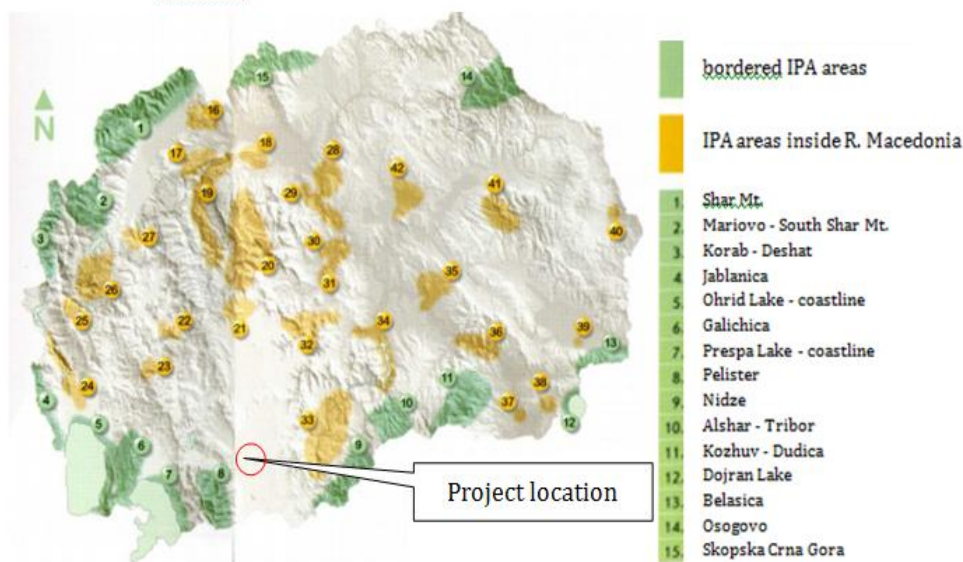 15
14
bordered IPA areas
N
16
1
IPA areas inside R. Macedonia
18
28
17
42
41
2
19
29
40
3
27
30
20
35
31
26
25
22
21
34
32
36
39
13
23
24
11
38
4
10
37
5
33
12
6
9
7
8
Project location
1. Shar Mt.
2. Mariovo - South Shar Mt.
3. Korab - Deshat
4. Jablanica
5. Ohrid Lake - coastline
6. Galichica
7. Prespa Lake - coastline
8. Pelister
9. Nidze
10. Alshar - Tribor
11. Kozhuv - Dudica
12. Dojran Lake
13. Belasica
14. Osogovo
15. Skopska Crna Gora